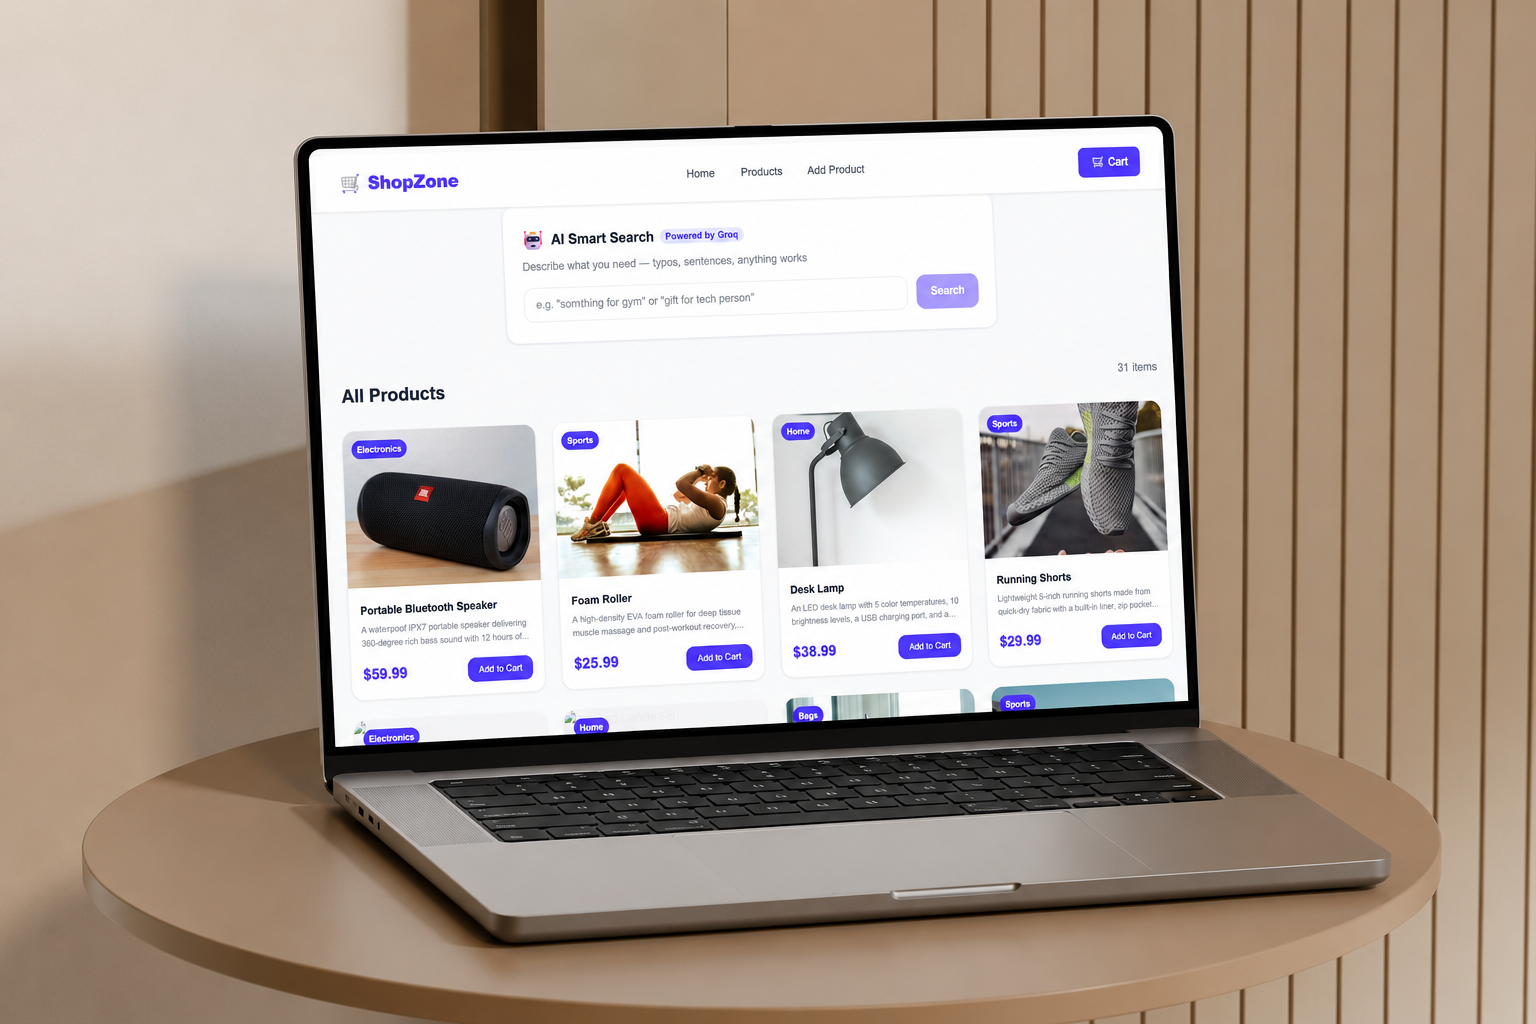 ShopZone
Home
Products
Add Product
Cart
AI Smart Search
Powered by Groq
Describe what you need — typos, sentences, anything works
e.g. "somthing for gym" or "gift for tech person"
Search
31 items
All Products
Electronics
JBL
Portable Bluetooth Speaker
A waterpoof IPX7 portable speaker delivering
360-degree rich bass sound with 12 hours of...
$59.99
Add to Cart
Sports
Foam Roller
A high-density EVA foam roller for deep tissue
muscle massage and post-workout recovery,...
$25.99
Add to Cart
Home
Desk Lamp
An LED desk lamp with 5 color temperatures, 10
brightness levels, a USB charging port, and a...
$38.99
Add to Cart
Sports
Running Shorts
Lightweight 5-inch running shorts made from
quick-dry fabric with a built-in liner, zip pocket...
$29.99
Add to Cart
Electronics
Home
Bags
Sports